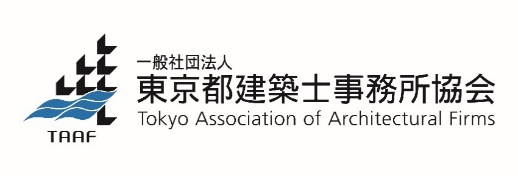 一般社団法人
東京都建築士事務所協会
Tokyo Association of Architectural Firms
TAAF